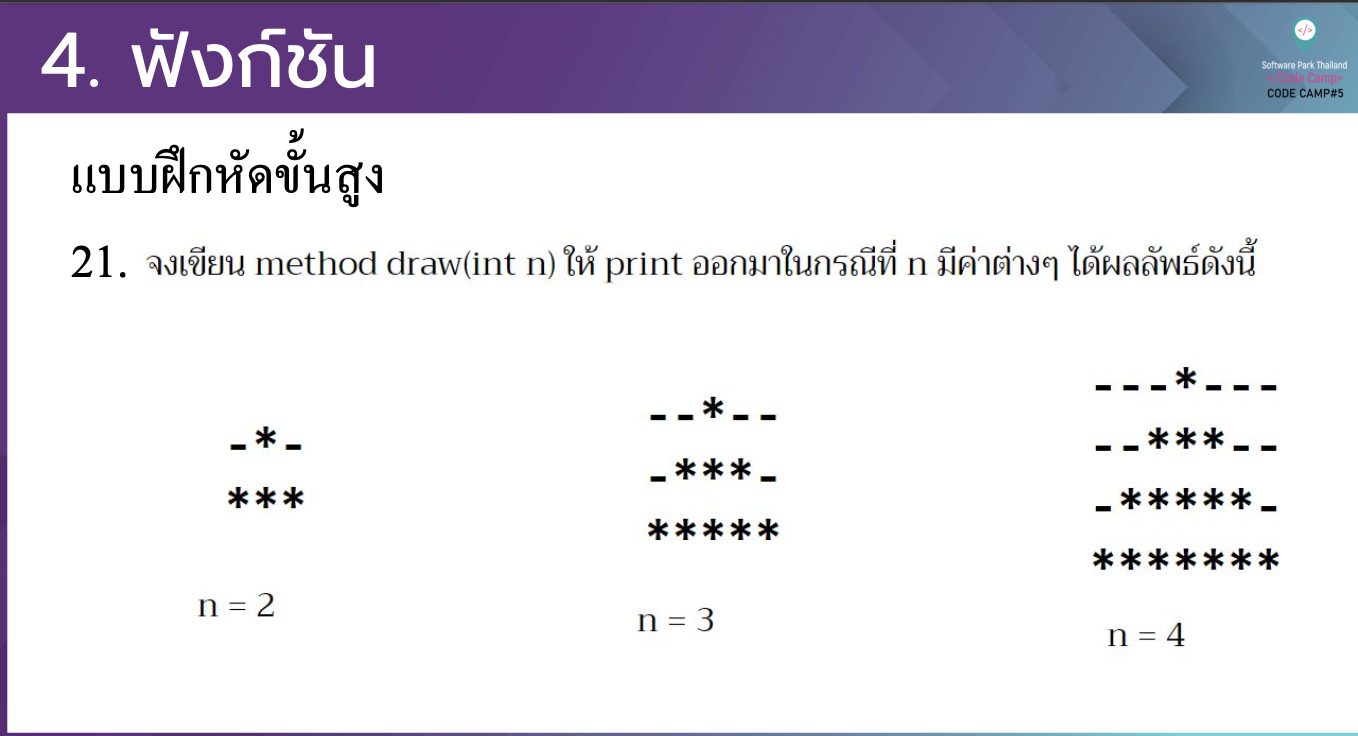 4. ฟังก์ชัน
Software Park Thailand
</Code Camp>
CODE CAMP#5
แบบฝึกหัดขั้นสูง
21. จงเขียน method draw(int n) ให้ print ออกมาในกรณีที่ n มีค่าต่างๆ ได้ผลลัพธ์ดังนี้
-*-
***
n = 2
--*--
-***-
*****
n = 3
---*---
--***--
-*****-
*******
n = 4